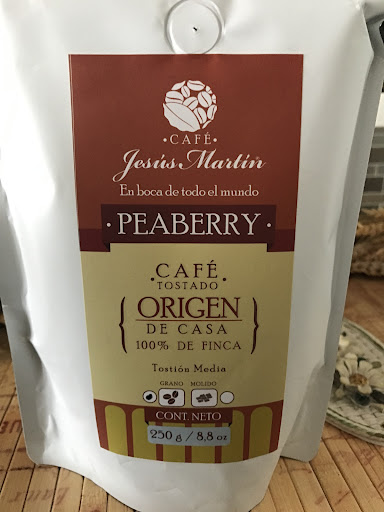 ·CAFÉ·
Jesús Martín
En boca de todo el mundo
·PEABERRY·
·CAFÉ·
TOSTADO
ORIGEN
DE CASA
100% DE FINCA
Tostión Media
GRANO MOLIDO
CONT. NETO
250 g / 8,8 oz